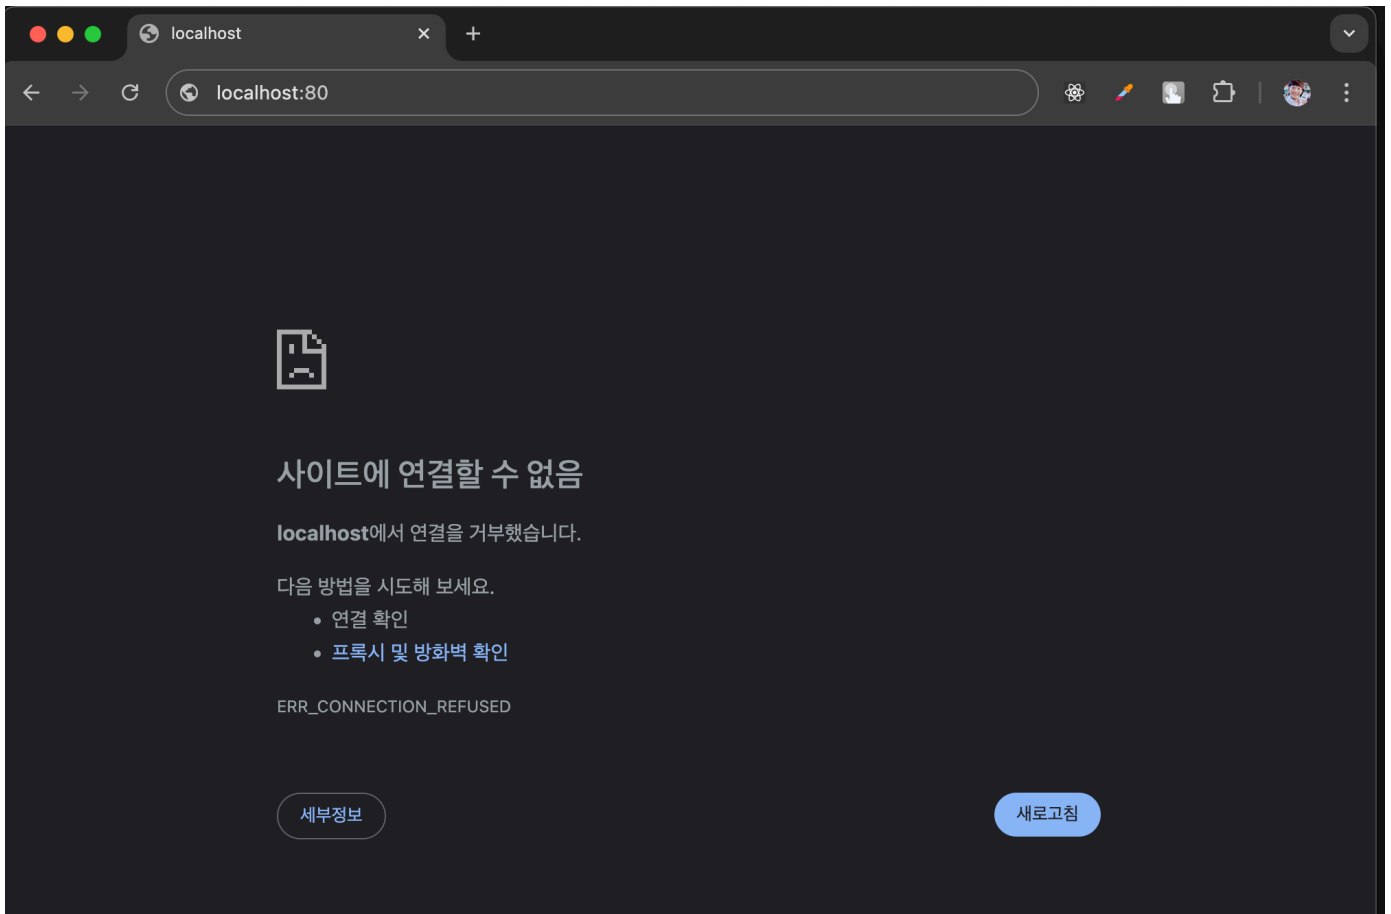 localhost
localhost:80
사이트에 연결할 수 없음
localhost에서 연결을 거부했습니다.
다음 방법을 시도해 보세요.
• 연결 확인
• 프록시 및 방화벽 확인
ERR_CONNECTION_REFUSED
세부정보
새로고침